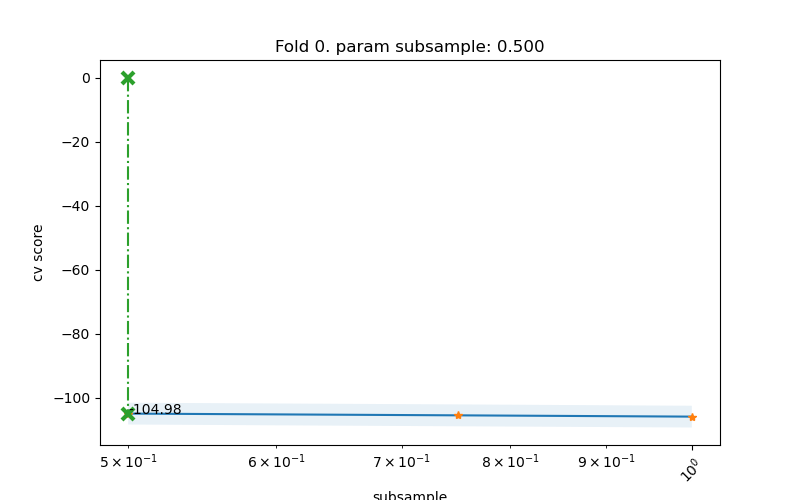 Fold 0. param subsample: 0.500
0
−20
−40
−60
−80
−100
cv score
-104.98
5 × 10⁻¹
6 × 10⁻¹
7 × 10⁻¹
8 × 10⁻¹
9 × 10⁻¹
10⁰
subsample